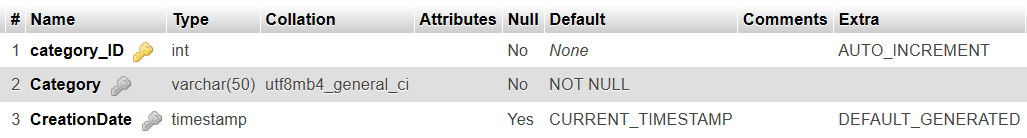 # Name Type Collation Attributes Null Default Comments Extra
1 category_ID int No None AUTO_INCREMENT
2 Category varchar(50) utf8mb4_general_ci No NOT NULL
3 CreationDate timestamp Yes CURRENT_TIMESTAMP DEFAULT_GENERATED